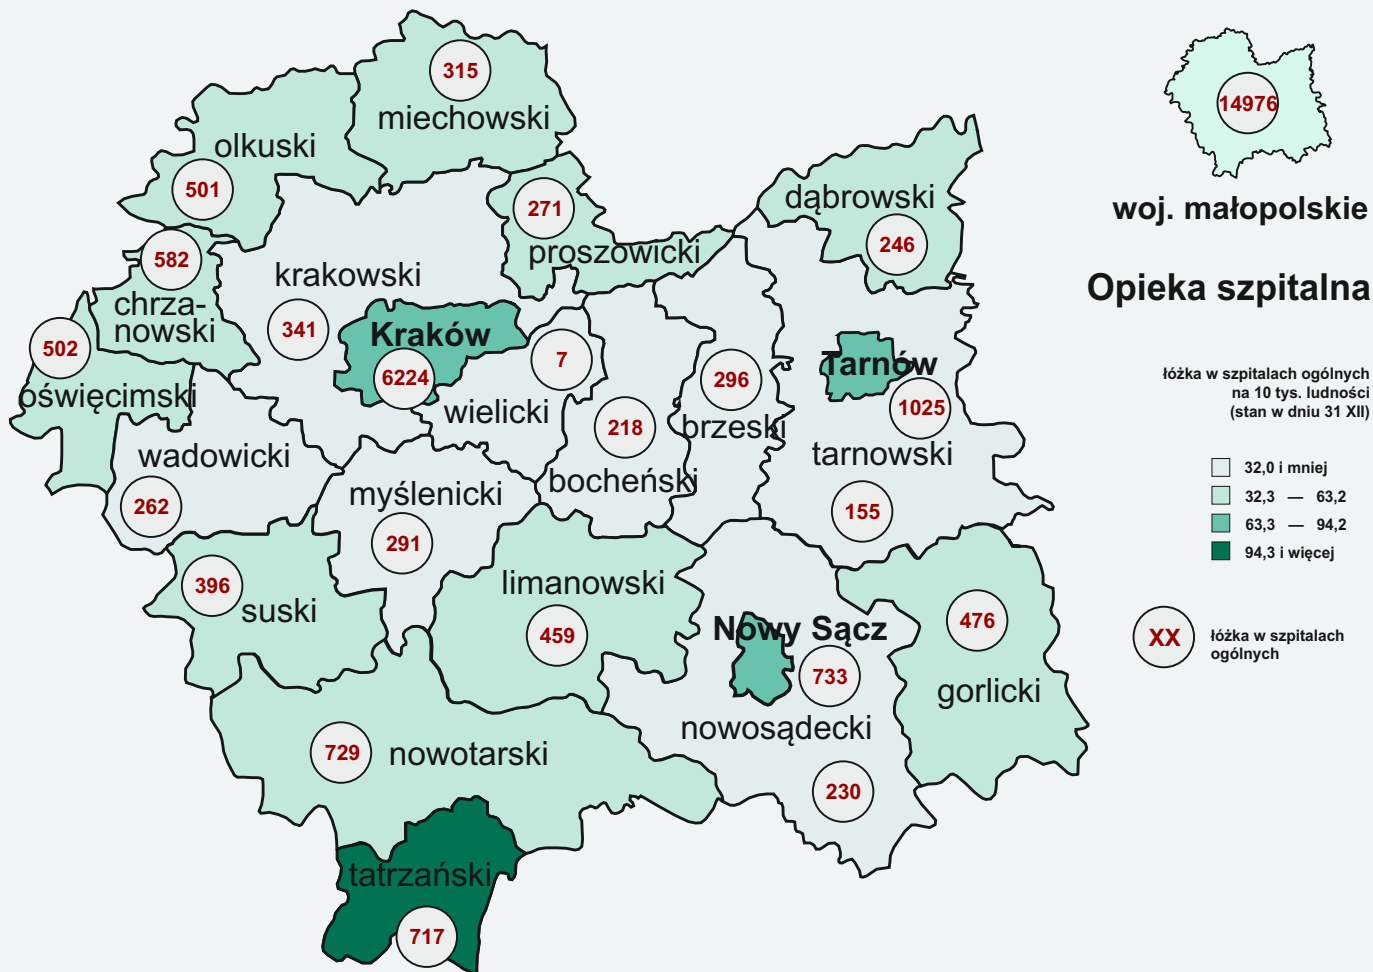 315
miechowski
olkuski
501
271
proszowicki
dąbrowski
246
582
chrza-
nowski
krakowski
341
502
oświęcimski
Kraków
6224
7
wielicki
218
bocheński
296
brzeski
Tarnów
1025
tarnowski
155
wadowicki
262
myślenicki
291
396
suski
limanowski
459
Nowy Sącz
733
nowosądecki
230
476
gorlicki
729
nowotarski
tatrzański
717
14976
woj. małopolskie
Opieka szpitalna
łóżka w szpitalach ogólnych
na 10 tys. ludności
(stan w dniu 31 XII)
32,0 i mniej
32,3 — 63,2
63,3 — 94,2
94,3 i więcej
XX
łóżka w szpitalach
ogólnych